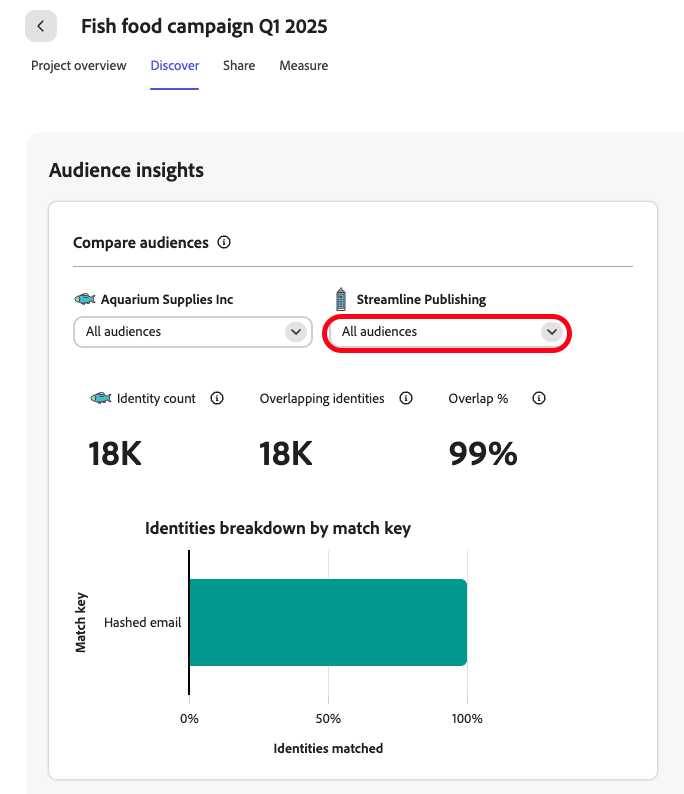 Fish food campaign Q1 2025
Project overview Discover Share Measure
Audience insights
Compare audiences
Aquarium Supplies Inc Streamline Publishing
All audiences All audiences
Identity count Overlapping identities Overlap %
18K 18K 99%
Identities breakdown by match key
Match key
Hashed email
0% 50% 100%
Identities matched